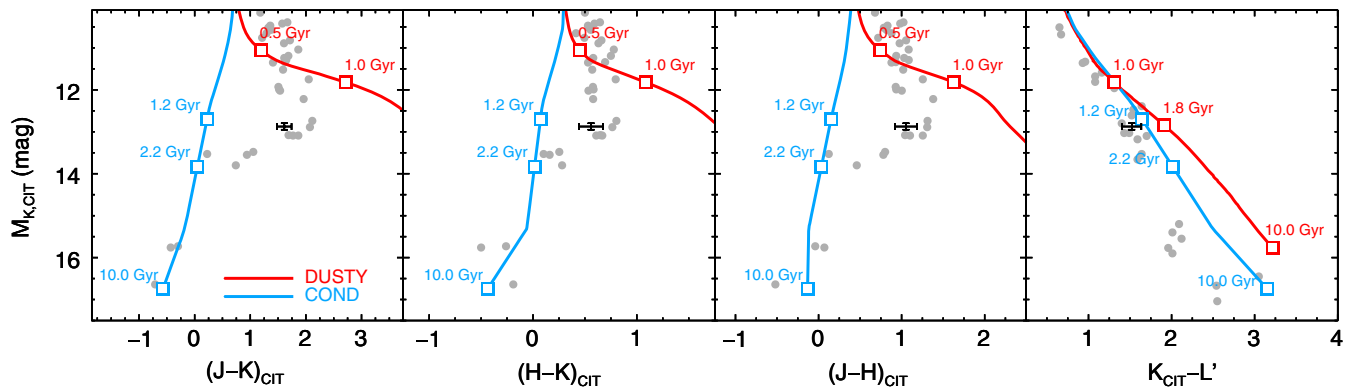 M_K,CIT (mag)
12
14
16
0.5 Gyr
1.0 Gyr
1.2 Gyr
2.2 Gyr
10.0 Gyr
DUSTY
COND
−1 0 1 2 3
(J−K)_CIT
0.5 Gyr
1.0 Gyr
1.2 Gyr
2.2 Gyr
10.0 Gyr
−1 0 1
(H−K)_CIT
0.5 Gyr
1.0 Gyr
1.2 Gyr
2.2 Gyr
10.0 Gyr
−1 0 1 2
(J−H)_CIT
1.0 Gyr
1.2 Gyr
1.8 Gyr
2.2 Gyr
10.0 Gyr
10.0 Gyr
1 2 3 4
K_CIT−L'